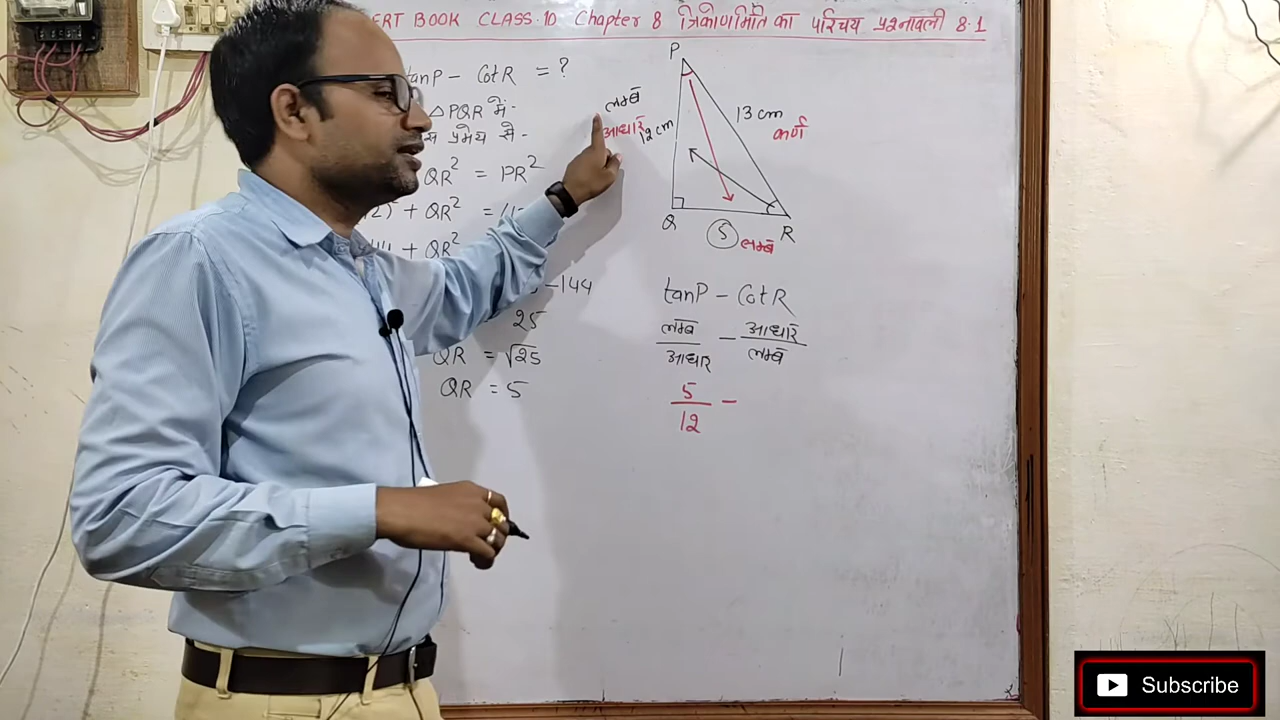 ERT BOOK CLASS 10 Chapter 8 त्रिकोणमिति का परिचय प्रश्नावली 8.1
tanP - Cot R = ?
△PQR में-
स प्रमेय से-
QR² = PR²
+ QR² =
+ QR²
-144
25
QR = √25
QR = 5
P
लम्ब
आधार
12 cm
13 cm
कर्ण
Q
5
लम्ब
R
tanP - Cot R
लम्ब/आधार - आधार/लम्ब
5/12 -
Subscribe